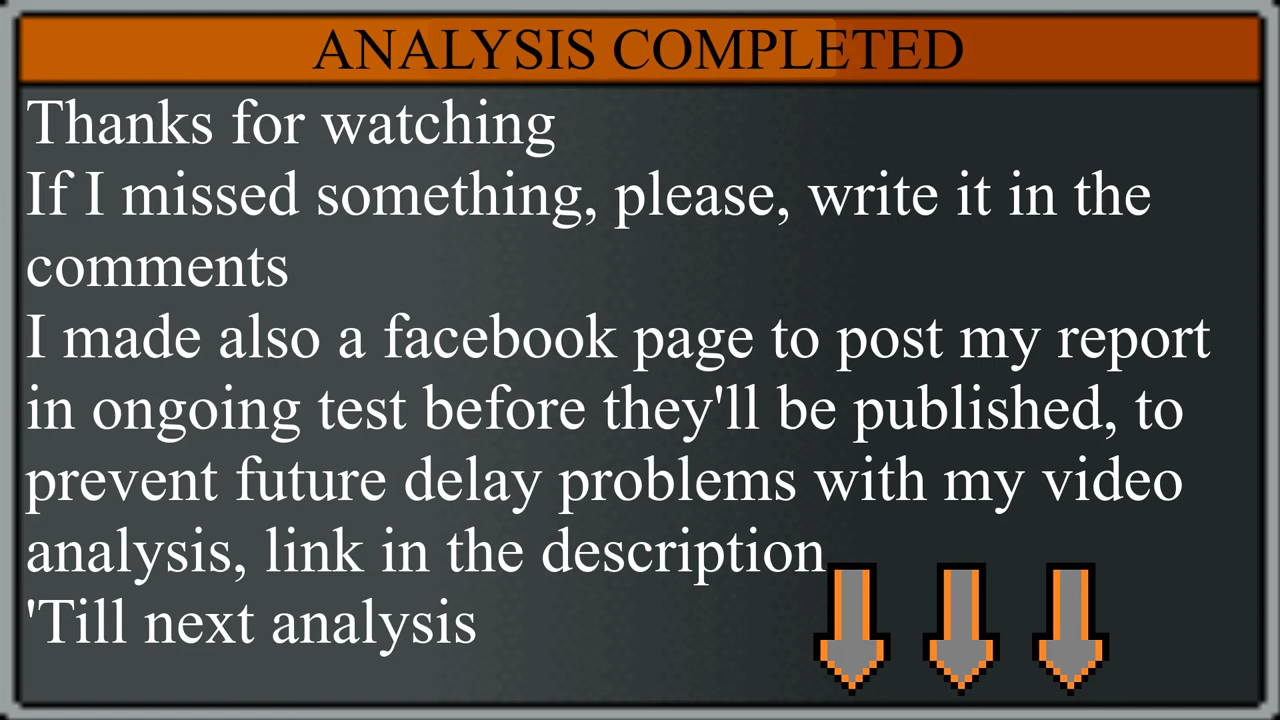 ANALYSIS COMPLETED
Thanks for watching
If I missed something, please, write it in the
comments
I made also a facebook page to post my report
in ongoing test before they'll be published, to
prevent future delay problems with my video
analysis, link in the description
'Till next analysis